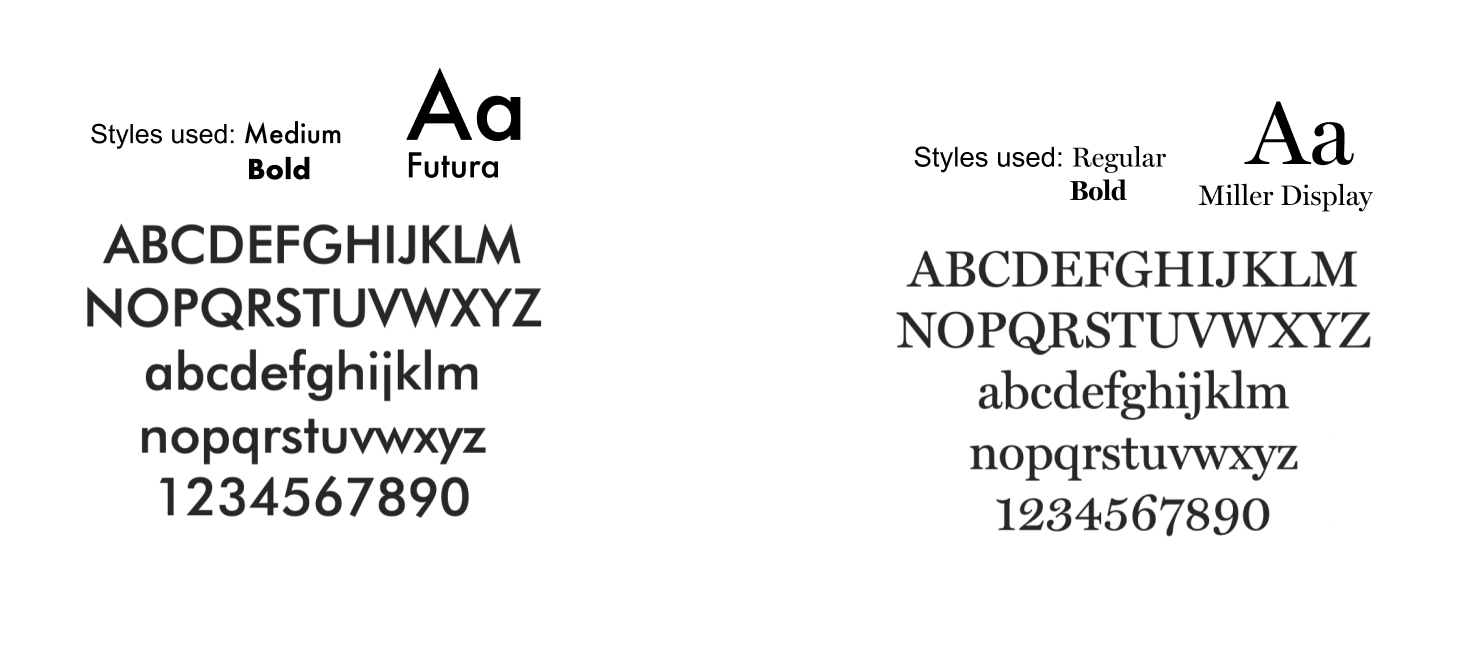 Aa
Styles used: Medium
Bold
Futura
ABCDEFGHIJKLM
NOPQRSTUVWXYZ
abcdefghijklm
nopqrstuvwxyz
1234567890
Aa
Styles used: Regular
Bold
Miller Display
ABCDEFGHIJKLM
NOPQRSTUVWXYZ
abcdefghijklm
nopqrstuvwxyz
1234567890